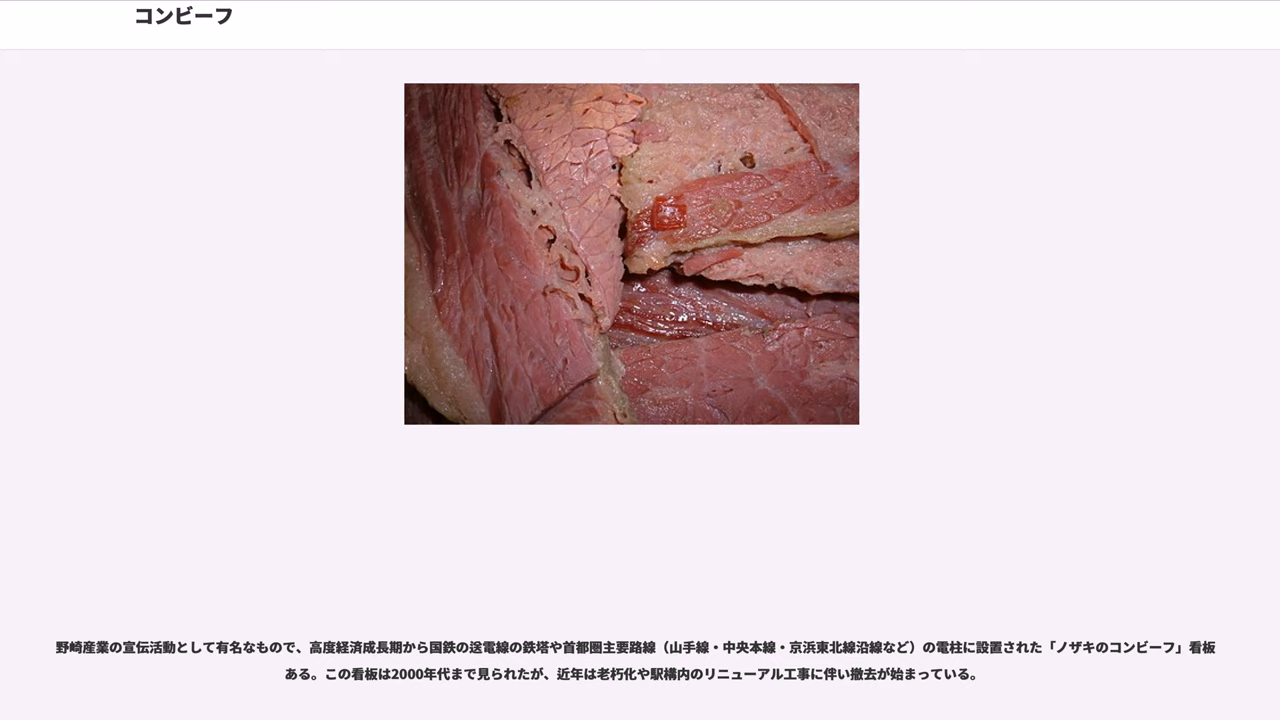 コンビーフ
野崎産業の宣伝活動として有名なもので、高度経済成長期から国鉄の送電線の鉄塔や首都圏主要路線（山手線・中央本線・京浜東北線沿線など）の電柱に設置された「ノザキのコンビーフ」看板
ある。この看板は2000年代まで見られたが、近年は老朽化や駅構内のリニューアル工事に伴い撤去が始まっている。